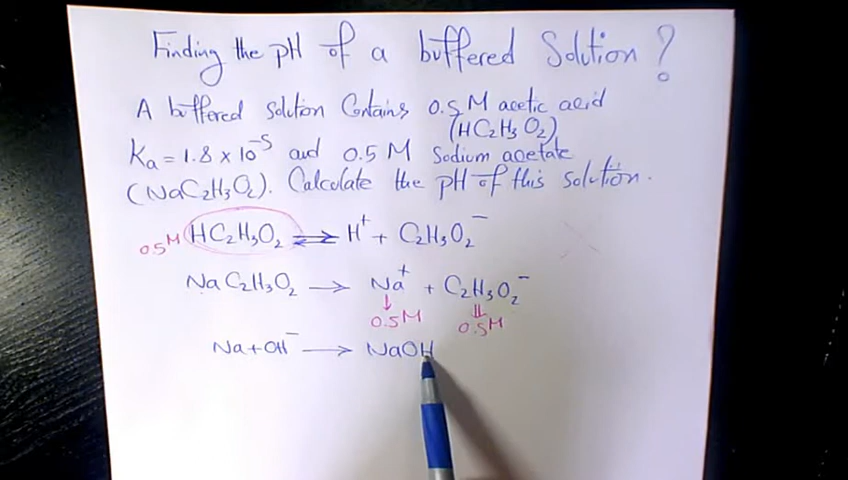 Finding the pH of a buffered Solution?
A buffered solution Contains 0.5 M acetic acid
(HC2H3O2)
Ka = 1.8 x 10⁻⁵ and 0.5 M Sodium acetate
(NaC2H3O2). Calculate the pH of this solution.
0.5M HC2H3O2 ⇌ H⁺ + C2H3O2⁻
NaC2H3O2 → Na⁺ + C2H3O2⁻
↓ ⇓
0.5M 0.5M
Na+OH⁻ → NaOH